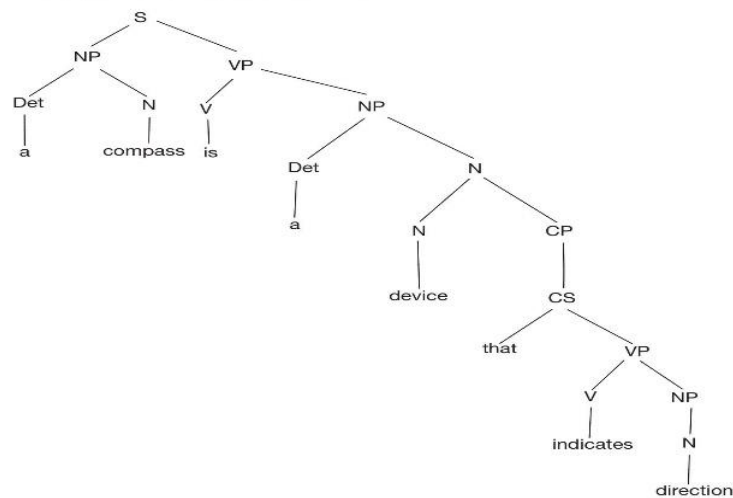 S
NP VP
Det N V NP
a compass is
Det N
a N CP
device CS
that VP
V NP
indicates N
direction